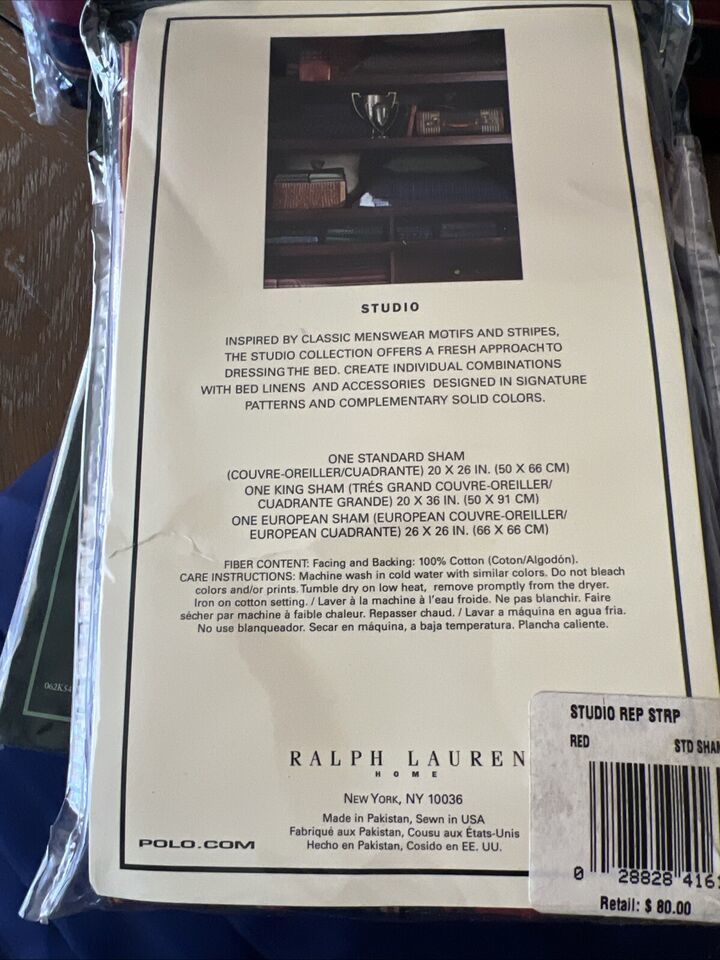 STUDIO
INSPIRED BY CLASSIC MENSWEAR MOTIFS AND STRIPES,
THE STUDIO COLLECTION OFFERS A FRESH APPROACH TO
DRESSING THE BED. CREATE INDIVIDUAL COMBINATIONS
WITH BED LINENS AND ACCESSORIES DESIGNED IN SIGNATURE
PATTERNS AND COMPLEMENTARY SOLID COLORS.
ONE STANDARD SHAM
(COUVRE-OREILLER/CUADRANTE) 20 X 26 IN. (50 X 66 CM)
ONE KING SHAM (TRÉS GRAND COUVRE-OREILLER/
CUADRANTE GRANDE) 20 X 36 IN. (50 X 91 CM)
ONE EUROPEAN SHAM (EUROPEAN COUVRE-OREILLER/
EUROPEAN CUADRANTE) 26 X 26 IN. (66 X 66 CM)
FIBER CONTENT: Facing and Backing: 100% Cotton (Coton/Algodón).
CARE INSTRUCTIONS: Machine wash in cold water with similar colors. Do not bleach
colors and/or prints. Tumble dry on low heat, remove promptly from the dryer.
Iron on cotton setting. / Laver à la machine à l'eau froide. Ne pas blanchir. Faire
sécher par machine à faible chaleur. Repasser chaud. / Lavar a máquina en agua fria.
No use blanqueador. Secar en máquina, a baja temperatura. Plancha caliente.
RALPH LAUREN
HOME
NEW YORK, NY 10036
Made in Pakistan, Sewn in USA
Fabriqué aux Pakistan, Cousu aux États-Unis
Hecho en Pakistan, Cosido en EE. UU.
POLO.COM
062K54
STUDIO REP STRP
RED STD SHAM
0 28828 416
Retail: $ 80.00